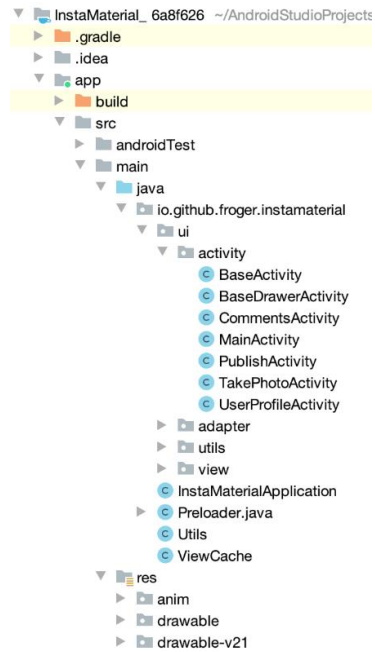 InstaMaterial_ 6a8f626 ~/AndroidStudioProjects
.gradle
.idea
app
build
src
androidTest
main
java
io.github.froger.instamaterial
ui
activity
C BaseActivity
C BaseDrawerActivity
C CommentsActivity
C MainActivity
C PublishActivity
C TakePhotoActivity
C UserProfileActivity
adapter
utils
view
C InstaMaterialApplication
C Preloader.java
C Utils
C ViewCache
res
anim
drawable
drawable-v21